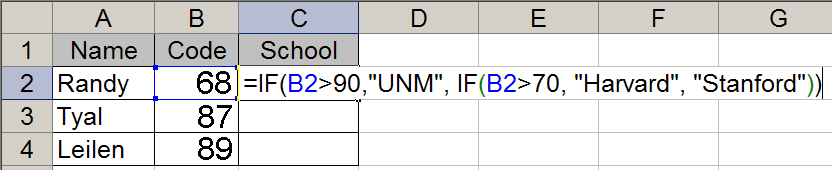 A B C D E F G
1 Name Code School
2 Randy 68 =IF(B2>90,"UNM", IF(B2>70, "Harvard", "Stanford"))
3 Tyal 87
4 Leilen 89